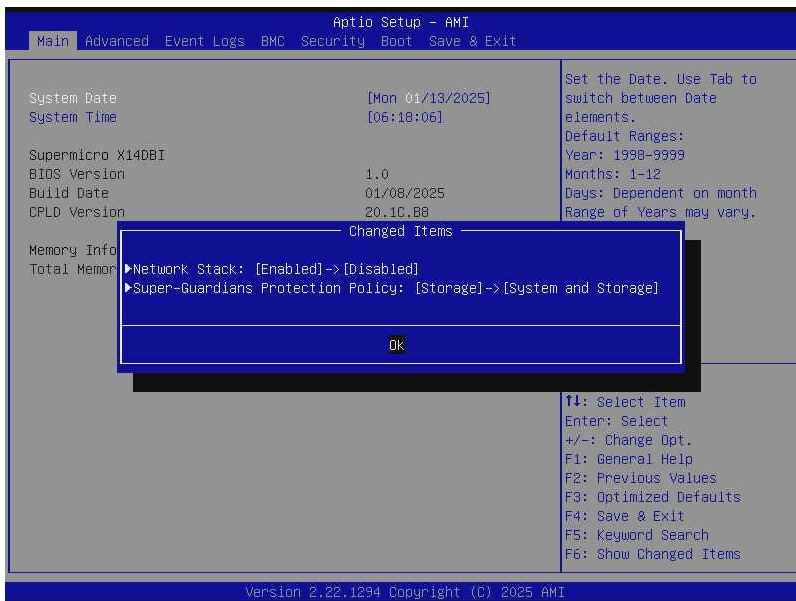 Aptio Setup – AMI
Main Advanced Event Logs BMC Security Boot Save & Exit
System Date [Mon 01/13/2025]
System Time [06:18:06]
Supermicro X14DBI
BIOS Version 1.0
Build Date 01/08/2025
CPLD Version 20.1C.B8
Memory Info
Total Memor
Set the Date. Use Tab to
switch between Date
elements.
Default Ranges:
Year: 1998-9999
Months: 1-12
Days: Dependent on month
Range of Years may vary.
Changed Items
▶Network Stack: [Enabled]->[Disabled]
▶Super-Guardians Protection Policy: [Storage]->[System and Storage]
Ok
↑↓: Select Item
Enter: Select
+/-: Change Opt.
F1: General Help
F2: Previous Values
F3: Optimized Defaults
F4: Save & Exit
F5: Keyword Search
F6: Show Changed Items
Version 2.22.1294 Copyright (C) 2025 AMI